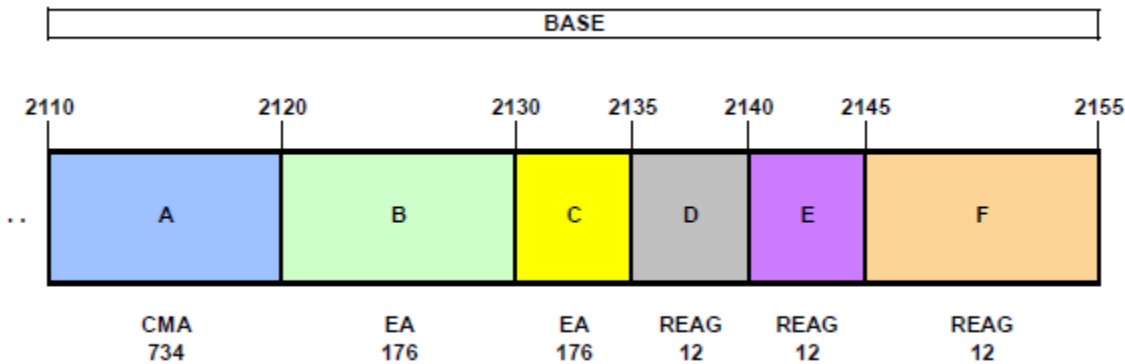 BASE
2110 2120 2130 2135 2140 2145 2155
. . A B C D E F
CMA EA EA REAG REAG REAG
734 176 176 12 12 12